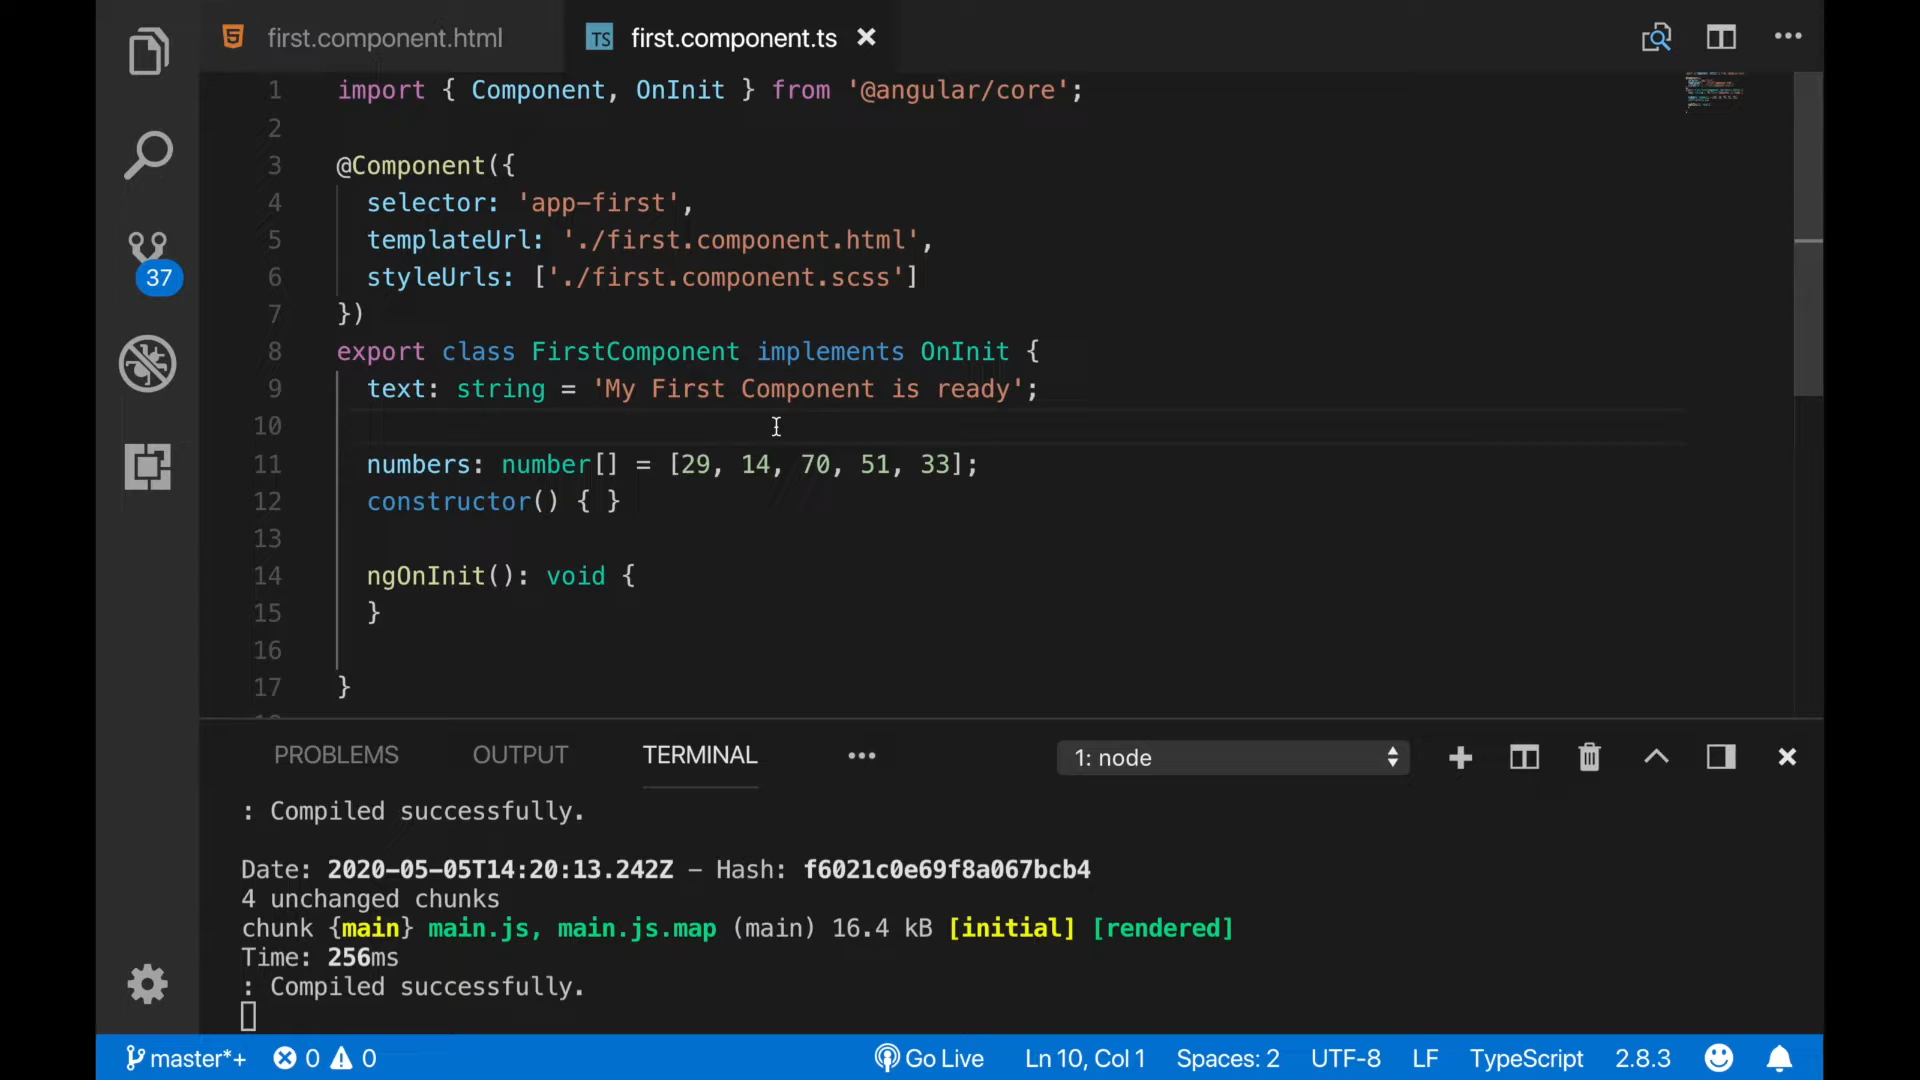 first.component.html
TS first.component.ts
1 import { Component, OnInit } from '@angular/core';
2
3 @Component({
4 selector: 'app-first',
5 templateUrl: './first.component.html',
6 styleUrls: ['./first.component.scss']
7 })
8 export class FirstComponent implements OnInit {
9 text: string = 'My First Component is ready';
10
11 numbers: number[] = [29, 14, 70, 51, 33];
12 constructor() { }
13
14 ngOnInit(): void {
15 }
16
17 }
37
PROBLEMS OUTPUT TERMINAL ••• 1: node
: Compiled successfully.
Date: 2020-05-05T14:20:13.242Z – Hash: f6021c0e69f8a067bcb4
4 unchanged chunks
chunk {main} main.js, main.js.map (main) 16.4 kB [initial] [rendered]
Time: 256ms
: Compiled successfully.
master*+ 0 0 Go Live Ln 10, Col 1 Spaces: 2 UTF-8 LF TypeScript 2.8.3